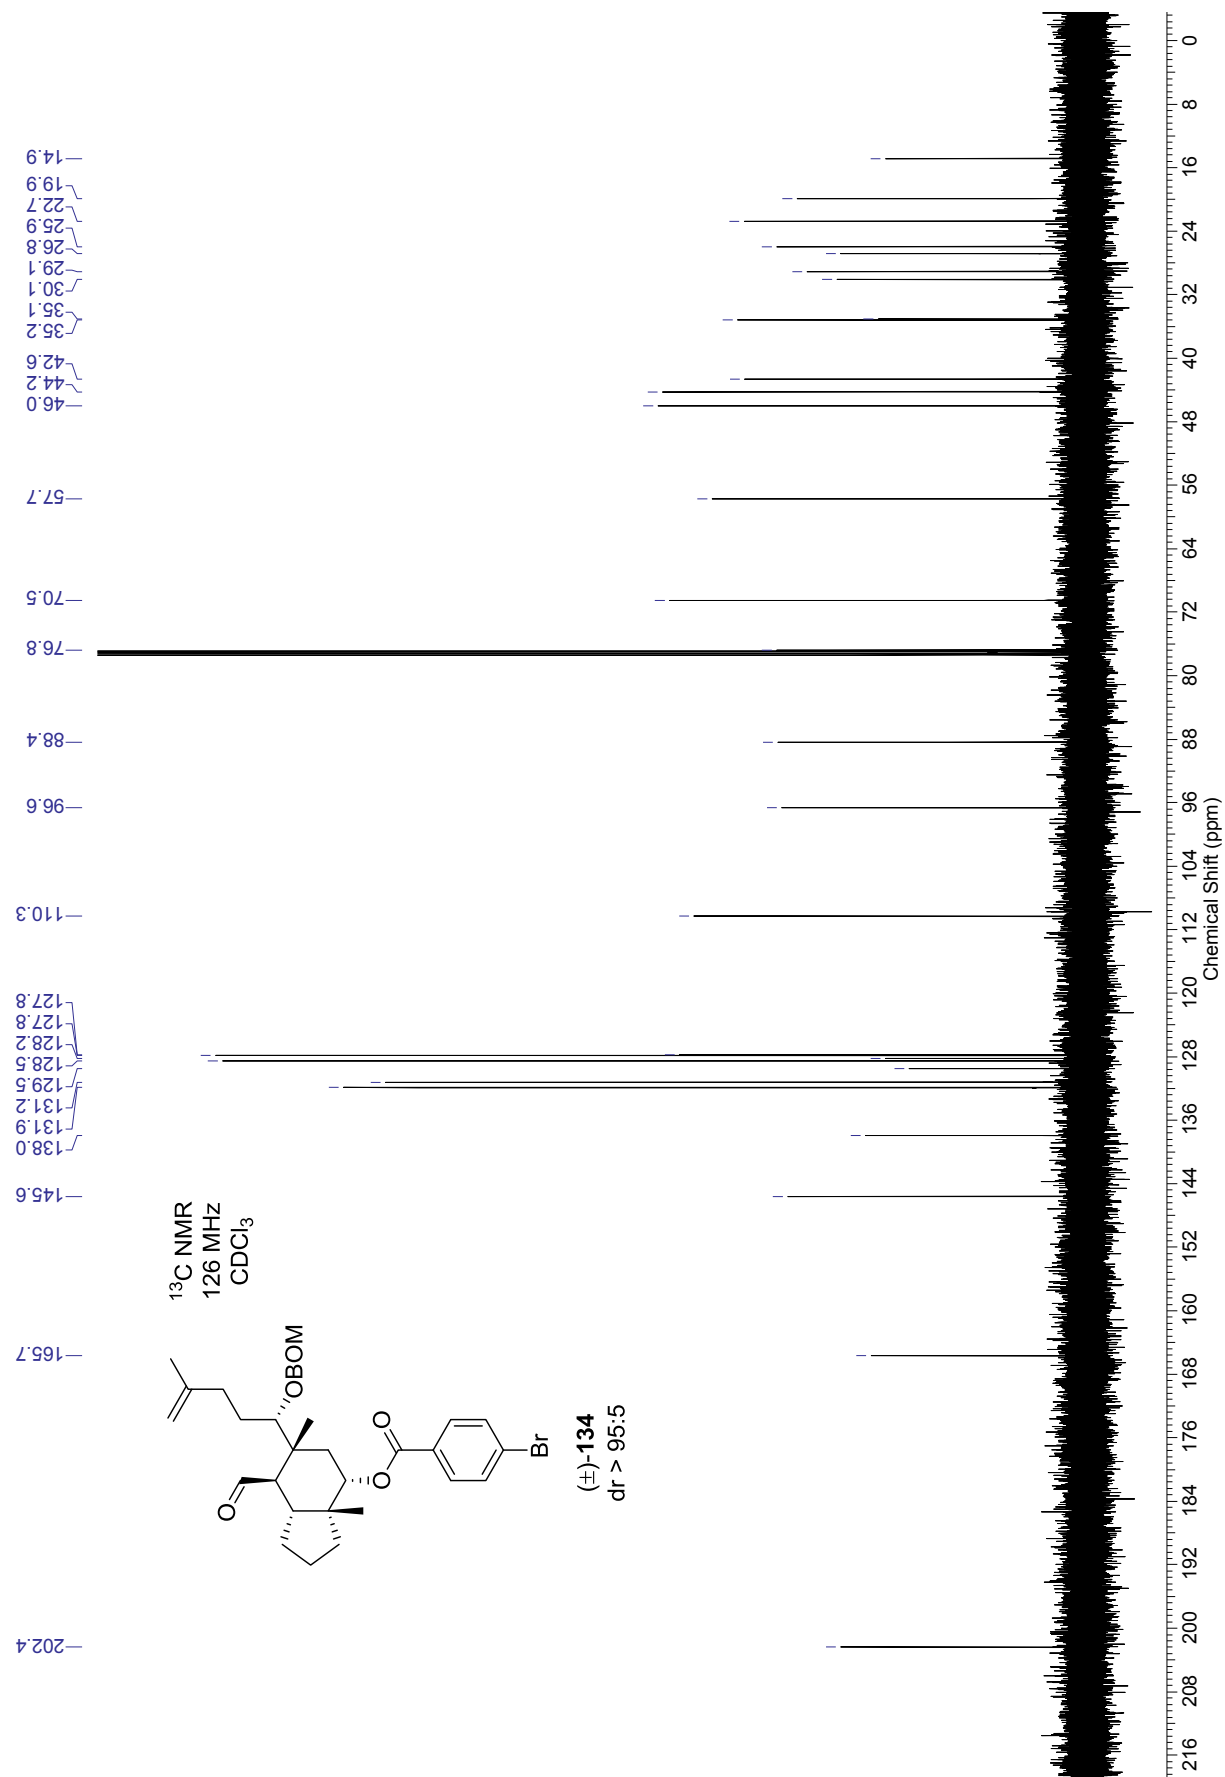 202.4
165.7
145.6
138.0
131.9
131.2
129.5
128.5
128.2
127.8
127.8
110.3
96.6
88.4
76.8
70.5
57.7
46.0
44.2
42.6
35.2
35.1
30.1
29.1
26.8
25.9
22.7
19.9
14.9
¹³C NMR
126 MHz
CDCl₃
OBOM
O
O
O
Br
(±)-134
dr > 95:5
216 208 200 192 184 176 168 160 152 144 136 128 120 112 104 96 88 80 72 64 56 48 40 32 24 16 8 0
Chemical Shift (ppm)